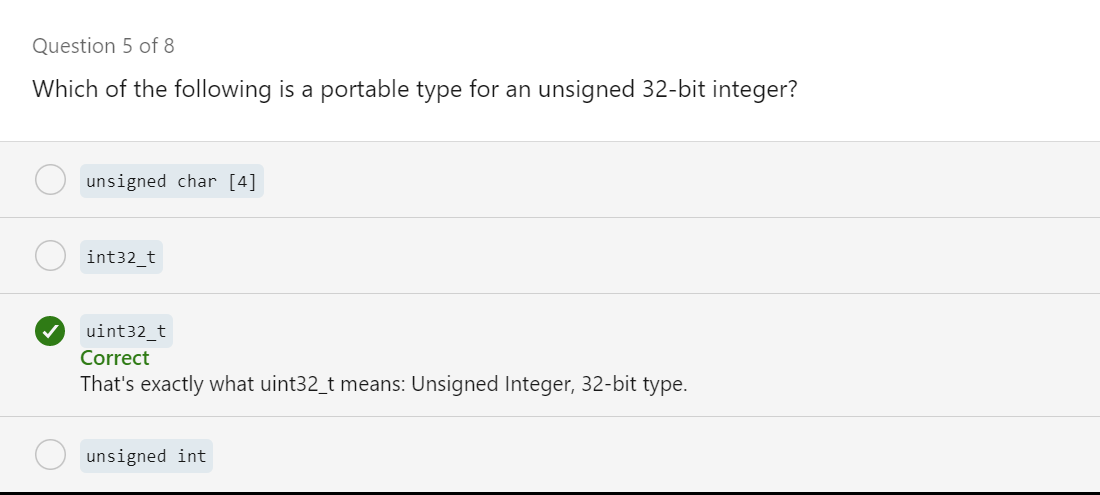 Question 5 of 8
Which of the following is a portable type for an unsigned 32-bit integer?
unsigned char [4]
int32_t
uint32_t
Correct
That's exactly what uint32_t means: Unsigned Integer, 32-bit type.
unsigned int